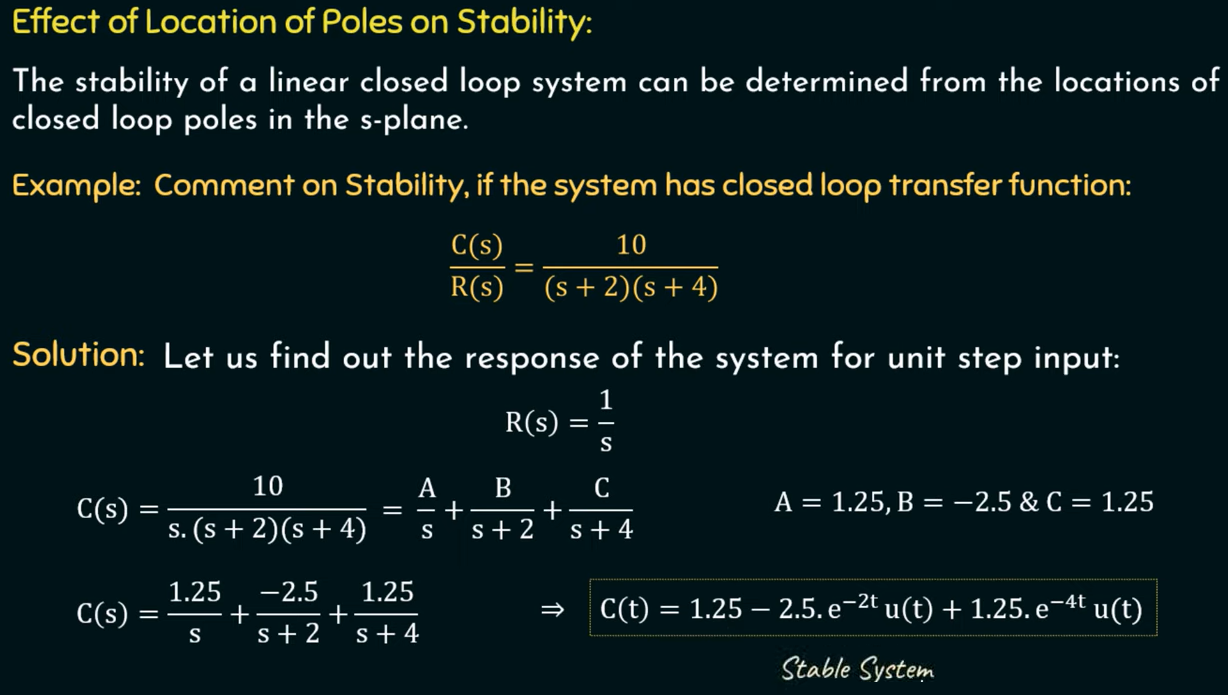 Effect of Location of Poles on Stability:
The stability of a linear closed loop system can be determined from the locations of
closed loop poles in the s-plane.
Example: Comment on Stability, if the system has closed loop transfer function:
C(s)/R(s) = 10/((s + 2)(s + 4))
Solution: Let us find out the response of the system for unit step input:
R(s) = 1/s
C(s) = 10/(s. (s + 2)(s + 4)) = A/s + B/(s + 2) + C/(s + 4) A = 1.25, B = −2.5 & C = 1.25
C(s) = 1.25/s + −2.5/(s + 2) + 1.25/(s + 4) ⇒ C(t) = 1.25 − 2.5. e^−2t u(t) + 1.25. e^−4t u(t)
Stable System